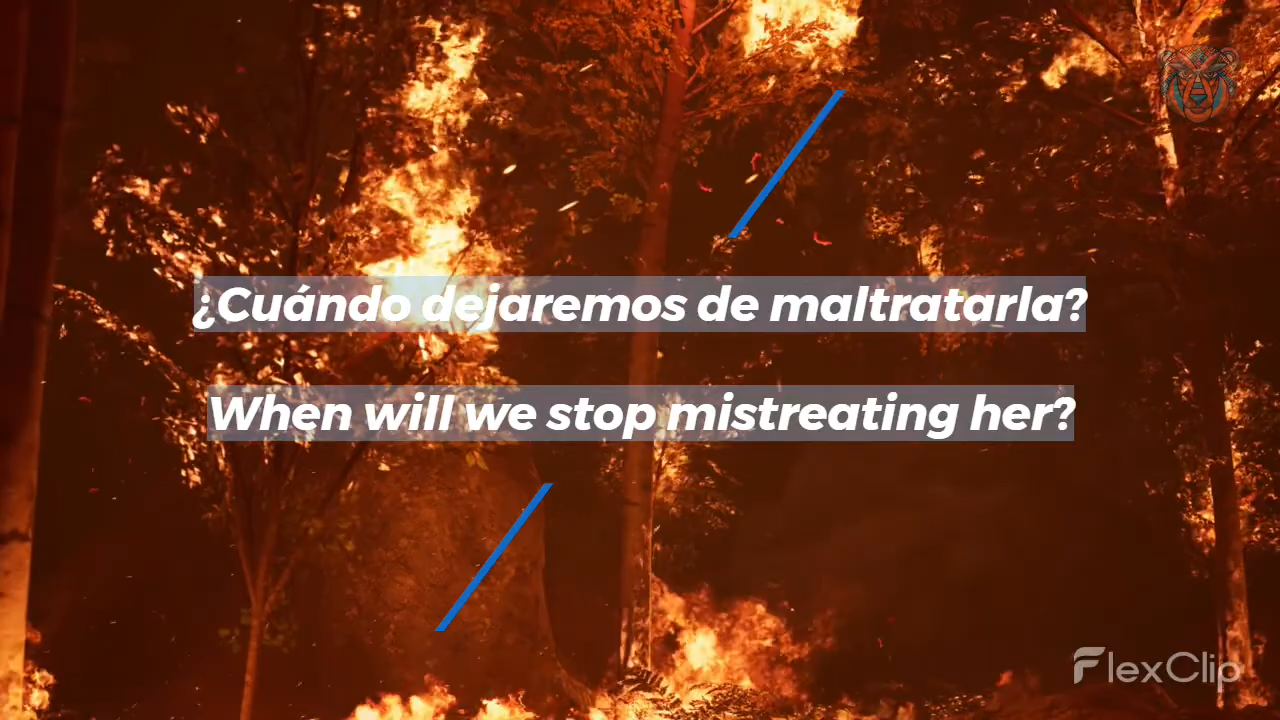 ¿Cuándo dejaremos de maltratarla?
When will we stop mistreating her?
FlexClip